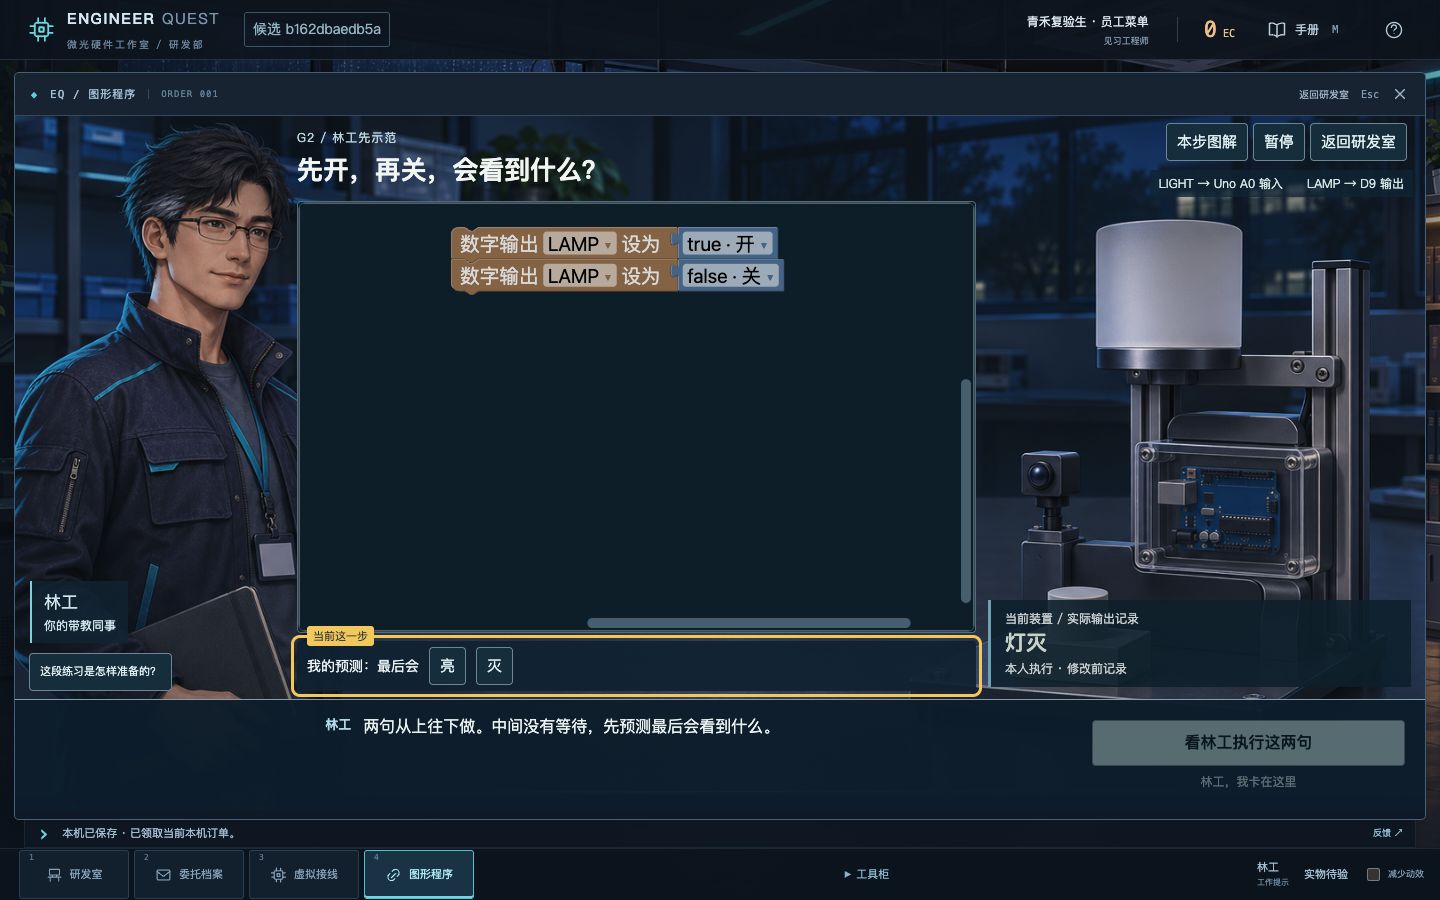 ENGINEER QUEST
微光硬件工作室 / 研发部
候选 b162dbaedb5a
青禾复验生 · 员工菜单
见习工程师
0 EC
手册 M
EQ / 图形程序
ORDER 001
返回研发室 Esc
G2 / 林工先示范
先开，再关，会看到什么?
本步图解
暂停
返回研发室
LIGHT → Uno A0 输入
LAMP → D9 输出
数字输出 LAMP 设为 true · 开
数字输出 LAMP 设为 false · 关
林工
你的带教同事
这段练习是怎样准备的?
当前这一步
我的预测：最后会 亮 灭
当前装置 / 实际输出记录
灯灭
本人执行 · 修改前记录
林工 两句从上往下做。中间没有等待，先预测最后会看到什么。
看林工执行这两句
林工，我卡在这里
本机已保存 · 已领取当前本机订单。
反馈 ↗
1 研发室
2 委托档案
3 虚拟接线
4 图形程序
▶ 工具柜
林工
工作提示
实物待验
减少动效